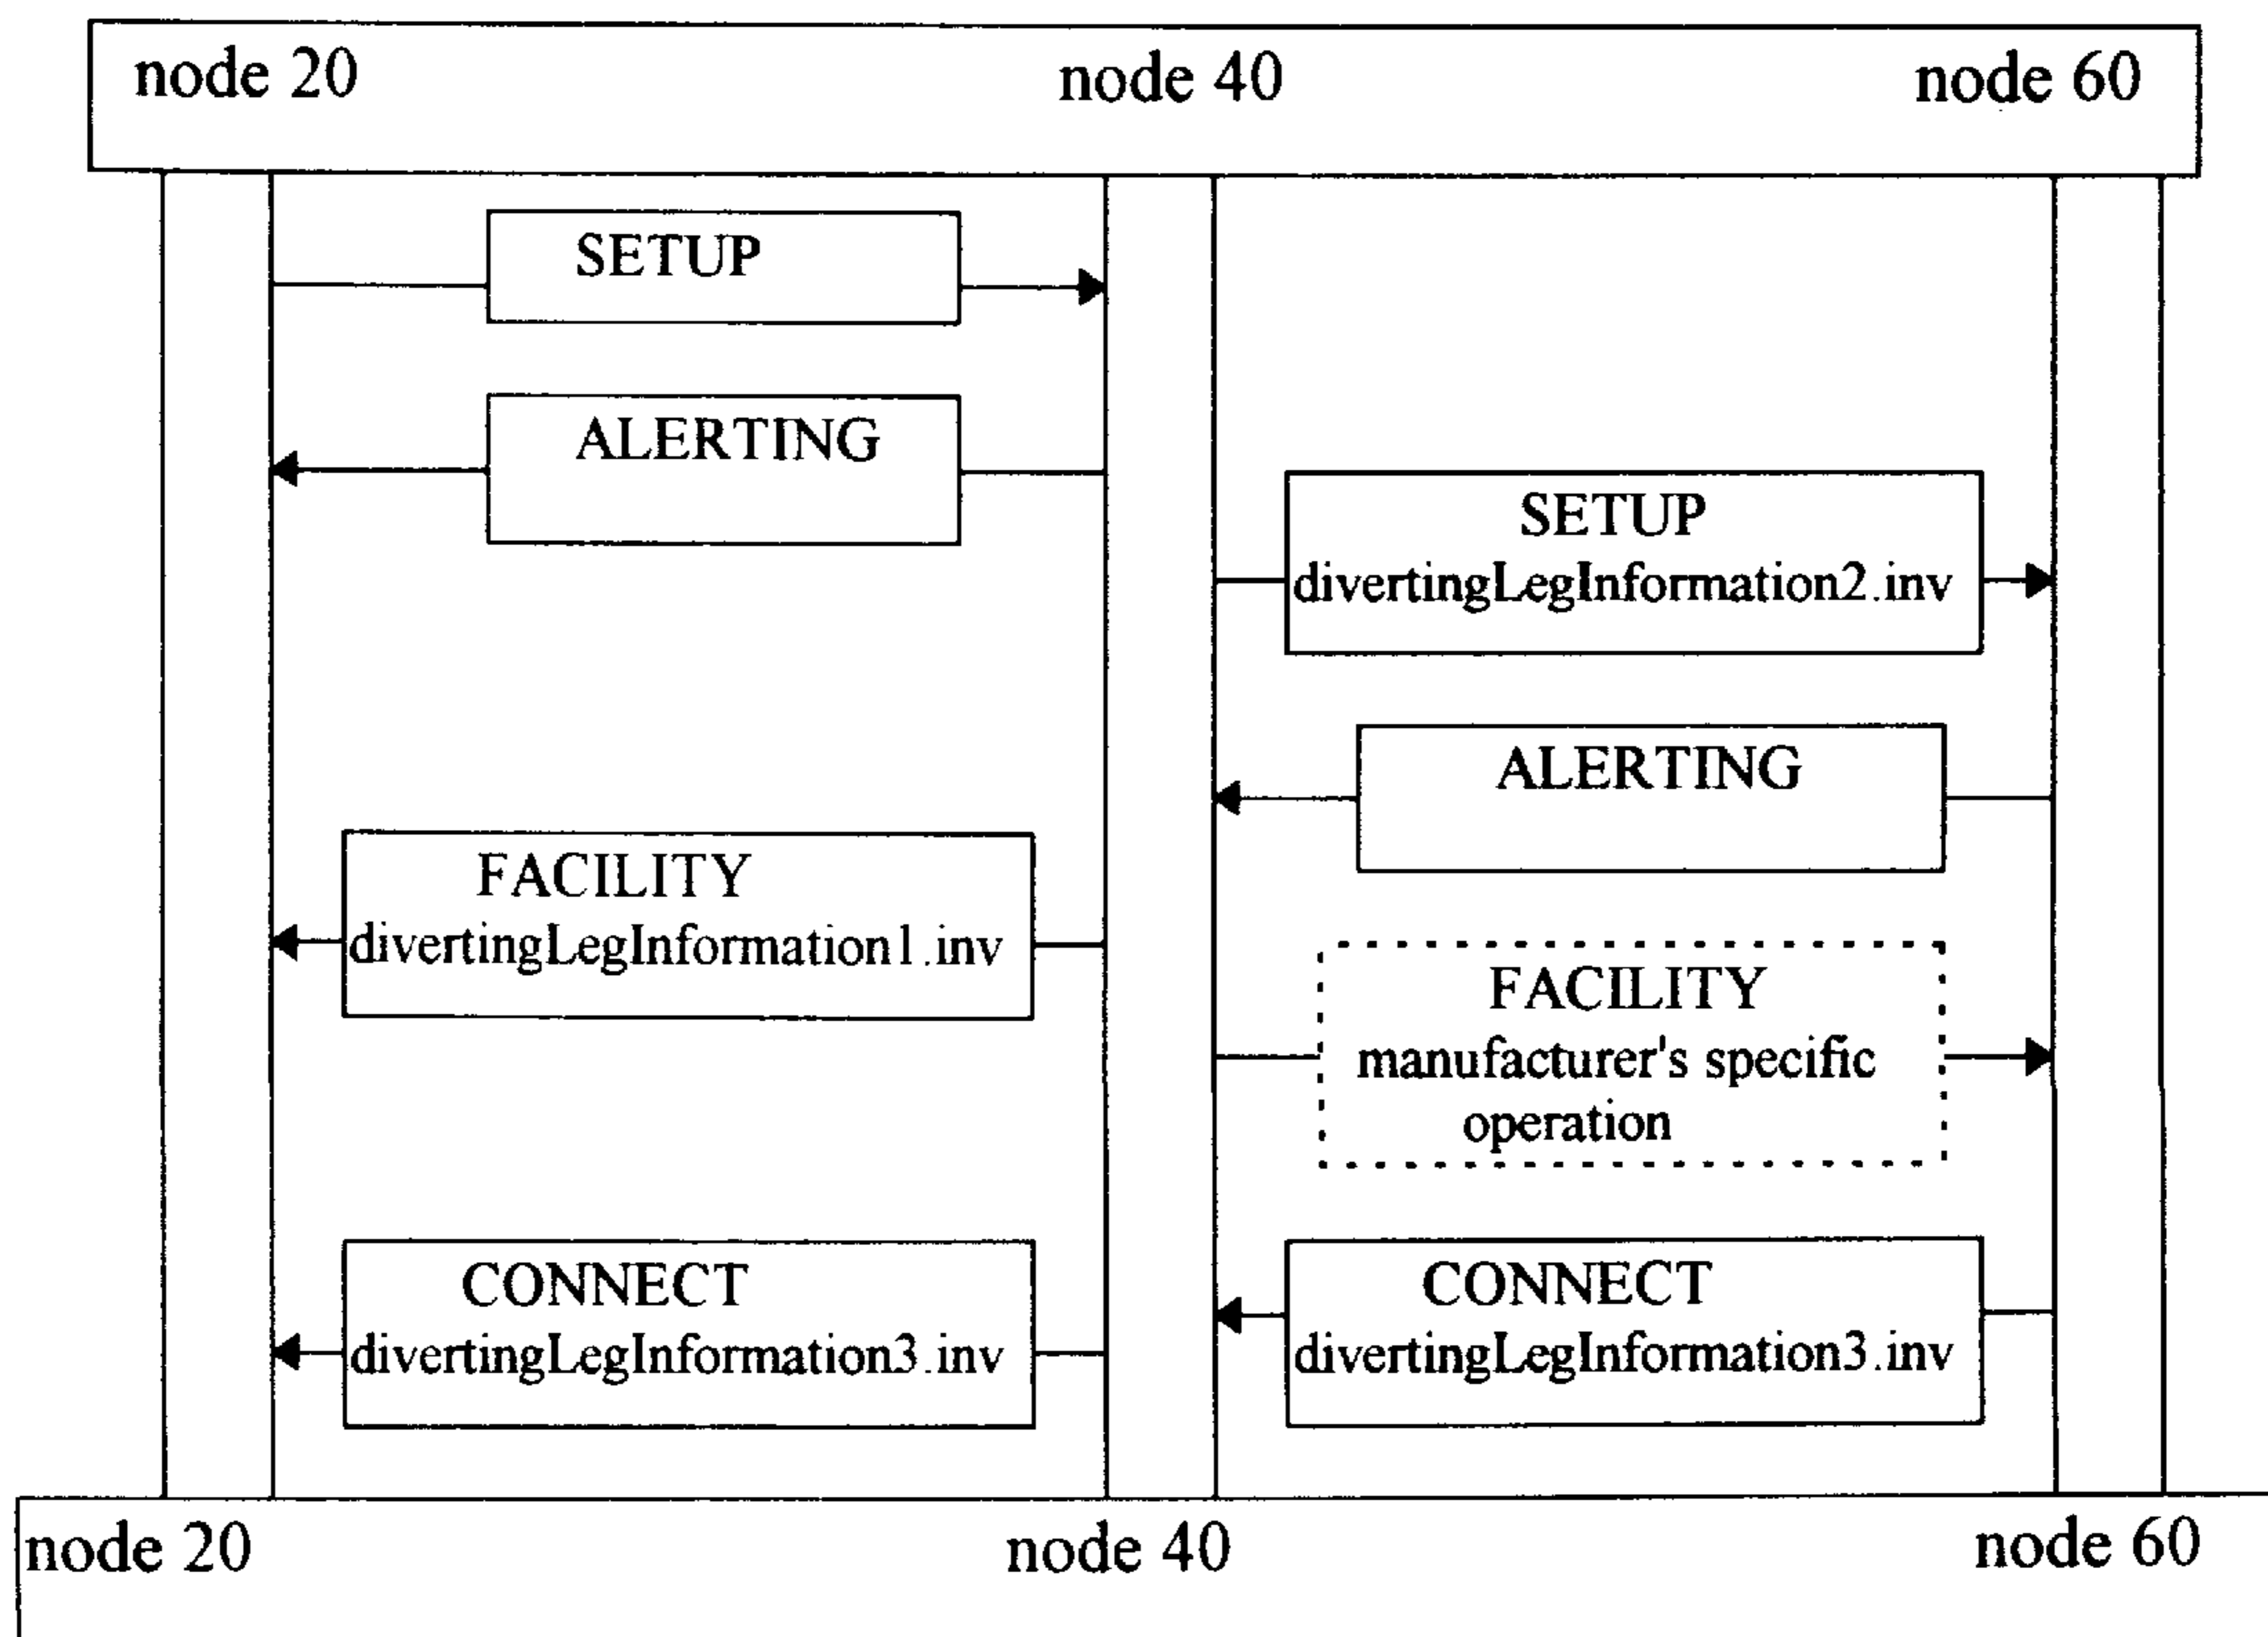 node 20
node 40
node 60
SETUP
ALERTING
SETUP
divertingLegInformation2.inv
ALERTING
FACILITY
divertingLegInformation1.inv
FACILITY
manufacturer's specific
operation
CONNECT
divertingLegInformation3.inv
CONNECT
divertingLegInformation3.inv
node 20
node 40
node 60